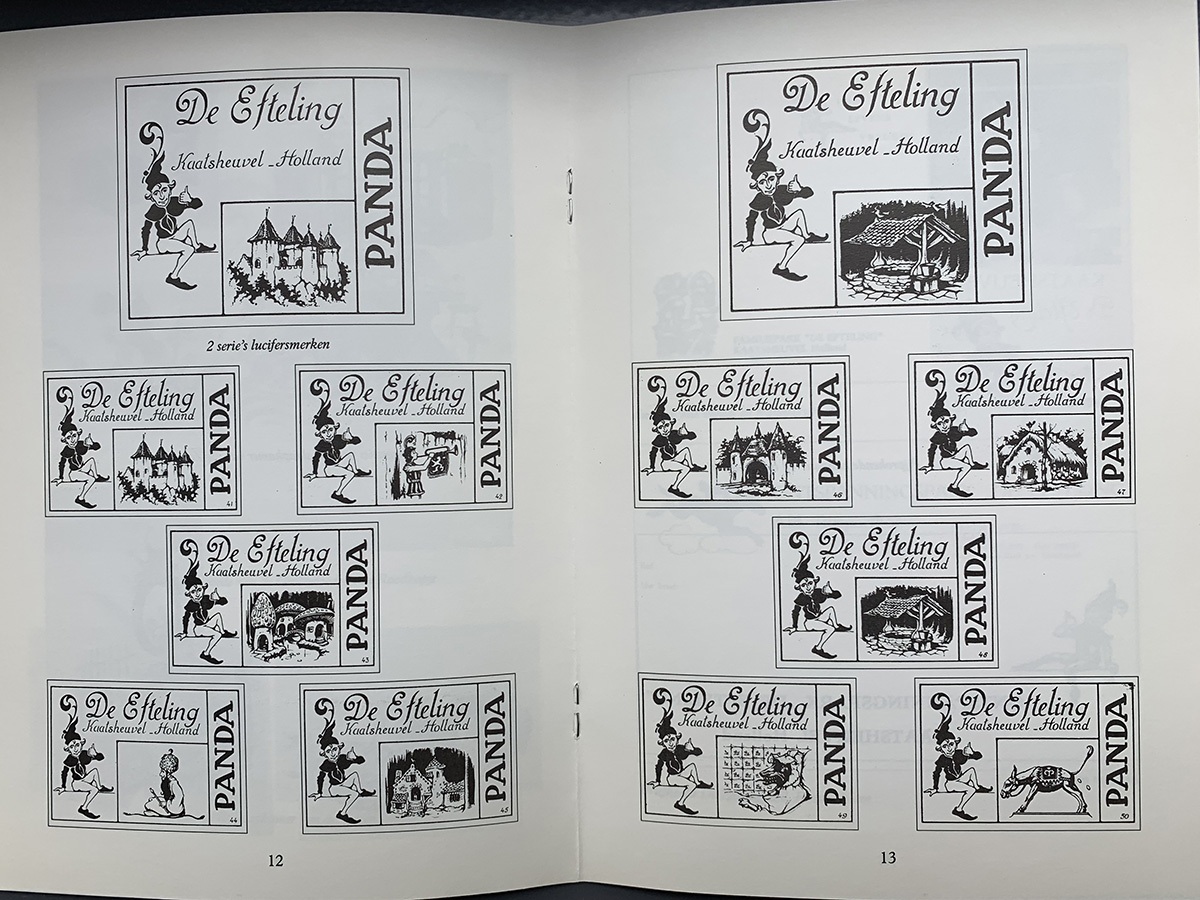 De Efteling
Kaatsheuvel - Holland
PANDA
2 serie's lucifersmerken
De Efteling
Kaatsheuvel - Holland
PANDA
41
De Efteling
Kaatsheuvel - Holland
PANDA
42
De Efteling
Kaatsheuvel - Holland
PANDA
43
De Efteling
Kaatsheuvel - Holland
PANDA
44
De Efteling
Kaatsheuvel - Holland
PANDA
45
12
De Efteling
Kaatsheuvel - Holland
PANDA
De Efteling
Kaatsheuvel - Holland
PANDA
46
De Efteling
Kaatsheuvel - Holland
PANDA
47
De Efteling
Kaatsheuvel - Holland
PANDA
48
De Efteling
Kaatsheuvel - Holland
PANDA
49
De Efteling
Kaatsheuvel - Holland
PANDA
50
13